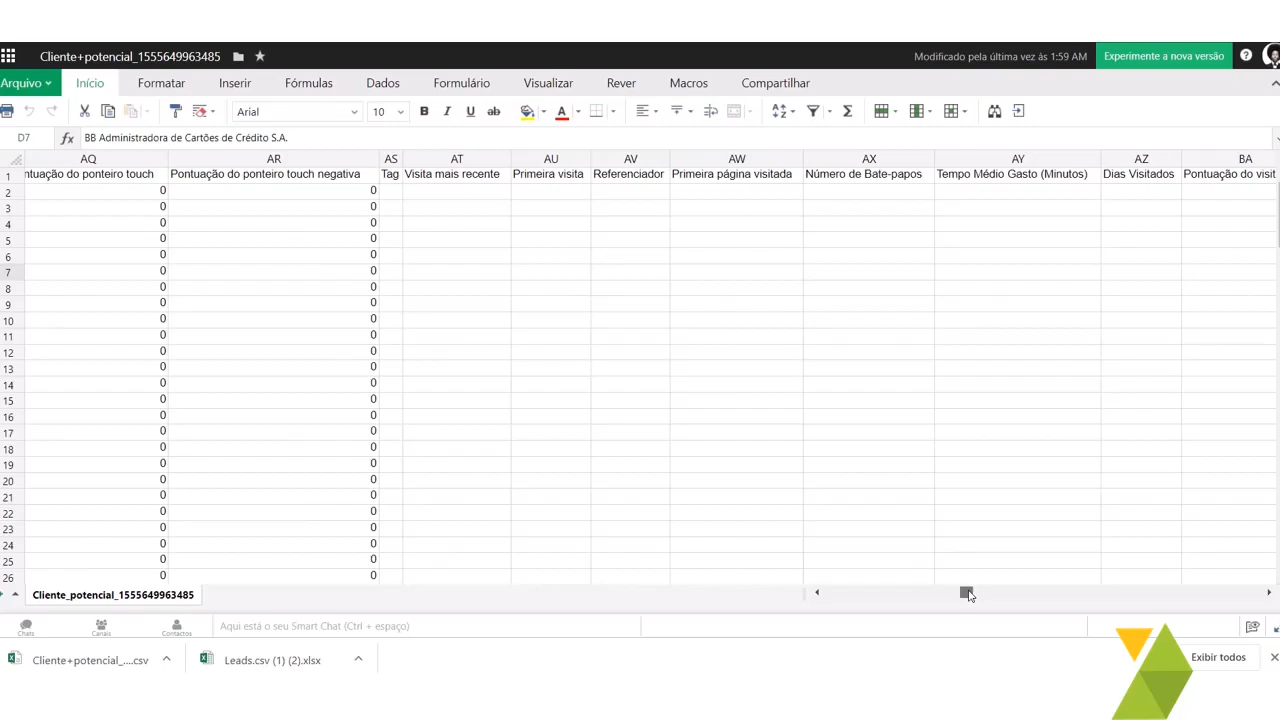 Cliente+potencial_1555649963485
Modificado pela última vez às 1:59 AM
Experimente a nova versão
Arquivo Início Formatar Inserir Fórmulas Dados Formulário Visualizar Rever Macros Compartilhar
Arial 10 B I U ab
D7 fx BB Administradora de Cartões de Crédito S.A.
AQ AR AS AT AU AV AW AX AY AZ BA
1 ntuação do ponteiro touch Pontuação do ponteiro touch negativa Tag Visita mais recente Primeira visita Referenciador Primeira página visitada Número de Bate-papos Tempo Médio Gasto (Minutos) Dias Visitados Pontuação do visit
2 0 0
3 0 0
4 0 0
5 0 0
6 0 0
7 0 0
8 0 0
9 0 0
10 0 0
11 0 0
12 0 0
13 0 0
14 0 0
15 0 0
16 0 0
17 0 0
18 0 0
19 0 0
20 0 0
21 0 0
22 0 0
23 0 0
24 0 0
25 0 0
26 0 0
Cliente_potencial_1555649963485
Chats Canais Contactos Aqui está o seu Smart Chat (Ctrl + espaço)
Cliente+potencial_....csv Leads.csv (1) (2).xlsx Exibir todos